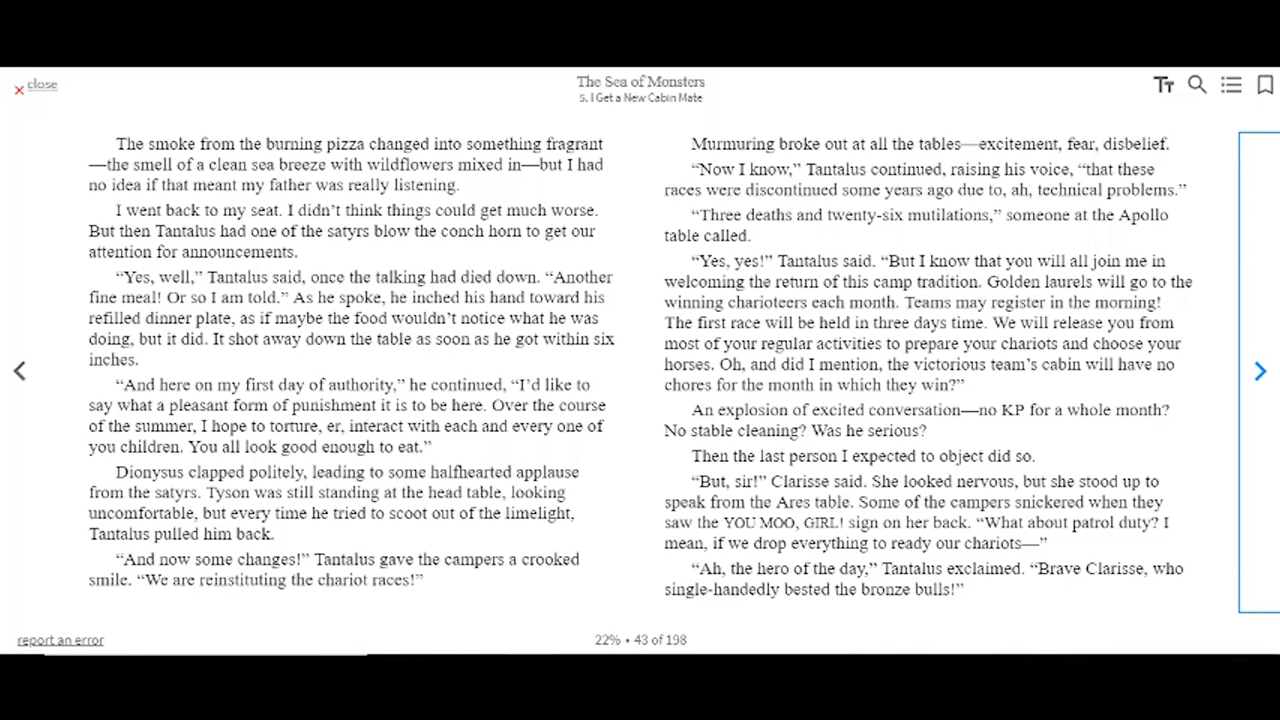 close
The Sea of Monsters
5. I Get a New Cabin Mate
The smoke from the burning pizza changed into something fragrant
—the smell of a clean sea breeze with wildflowers mixed in—but I had
no idea if that meant my father was really listening.
I went back to my seat. I didn’t think things could get much worse.
But then Tantalus had one of the satyrs blow the conch horn to get our
attention for announcements.
“Yes, well,” Tantalus said, once the talking had died down. “Another
fine meal! Or so I am told.” As he spoke, he inched his hand toward his
refilled dinner plate, as if maybe the food wouldn’t notice what he was
doing, but it did. It shot away down the table as soon as he got within six
inches.
“And here on my first day of authority,” he continued, “I’d like to
say what a pleasant form of punishment it is to be here. Over the course
of the summer, I hope to torture, er, interact with each and every one of
you children. You all look good enough to eat.”
Dionysus clapped politely, leading to some halfhearted applause
from the satyrs. Tyson was still standing at the head table, looking
uncomfortable, but every time he tried to scoot out of the limelight,
Tantalus pulled him back.
“And now some changes!” Tantalus gave the campers a crooked
smile. “We are reinstituting the chariot races!”
Murmuring broke out at all the tables—excitement, fear, disbelief.
“Now I know,” Tantalus continued, raising his voice, “that these
races were discontinued some years ago due to, ah, technical problems.”
“Three deaths and twenty-six mutilations,” someone at the Apollo
table called.
“Yes, yes!” Tantalus said. “But I know that you will all join me in
welcoming the return of this camp tradition. Golden laurels will go to the
winning charioteers each month. Teams may register in the morning!
The first race will be held in three days time. We will release you from
most of your regular activities to prepare your chariots and choose your
horses. Oh, and did I mention, the victorious team’s cabin will have no
chores for the month in which they win?”
An explosion of excited conversation—no KP for a whole month?
No stable cleaning? Was he serious?
Then the last person I expected to object did so.
“But, sir!” Clarisse said. She looked nervous, but she stood up to
speak from the Ares table. Some of the campers snickered when they
saw the YOU MOO, GIRL! sign on her back. “What about patrol duty? I
mean, if we drop everything to ready our chariots—”
“Ah, the hero of the day,” Tantalus exclaimed. “Brave Clarisse, who
single-handedly bested the bronze bulls!”
report an error
22% • 43 of 198